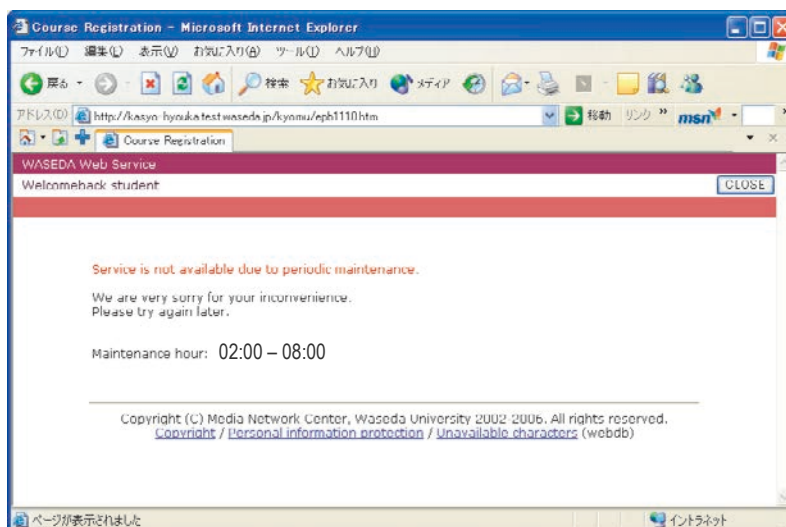 Course Registration - Microsoft Internet Explorer
ファイル(F) 編集(E) 表示(V) お気に入り(A) ツール(T) ヘルプ(H)
戻る 検索 お気に入り メディア
アドレス(D) http://kasyo-hyouka.test.waseda.jp/kyomu/epb1110.htm 移動 リンク » msn
Course Registration
WASEDA Web Service
Welcomeback student CLOSE
Service is not available due to periodic maintenance.
We are very sorry for your inconvenience.
Please try again later.
Maintenance hour: 02:00 – 08:00
Copyright (C) Media Network Center, Waseda University 2002-2006. All rights reserved.
Copyright / Personal information protection / Unavailable characters (webdb)
ページが表示されました イントラネット